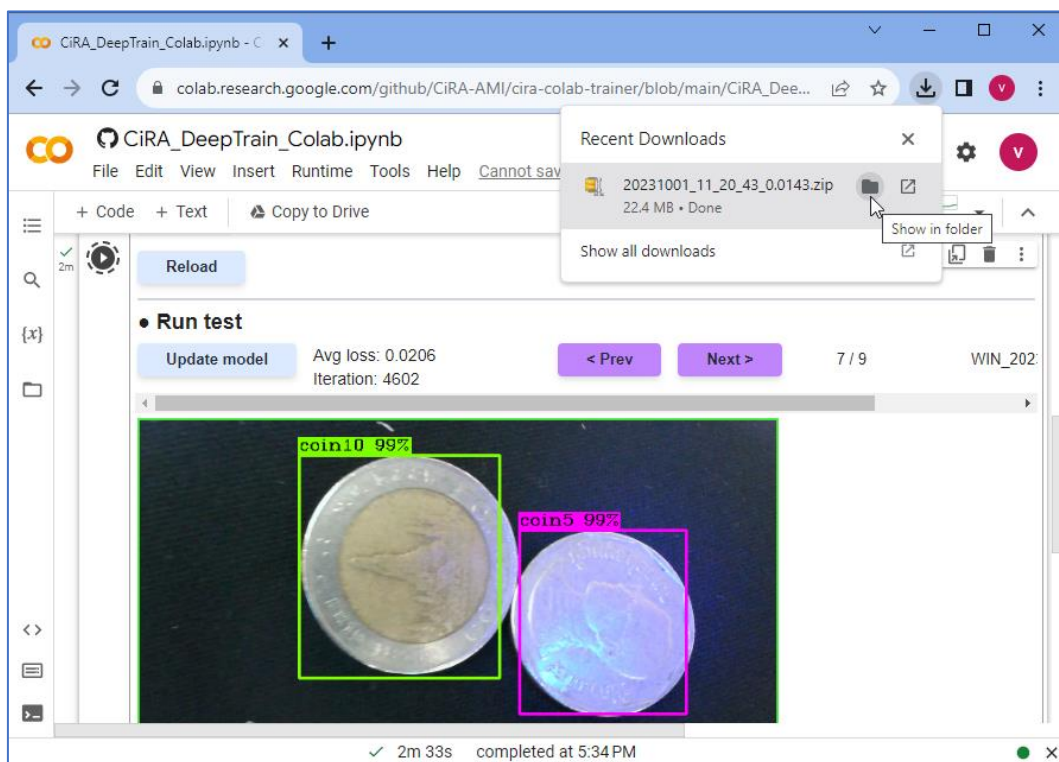 CiRA_DeepTrain_Colab.ipynb - C
colab.research.google.com/github/CiRA-AMI/cira-colab-trainer/blob/main/CiRA_Dee...
V
CiRA_DeepTrain_Colab.ipynb
File Edit View Insert Runtime Tools Help Cannot sav
V
Recent Downloads
20231001_11_20_43_0.0143.zip
22.4 MB • Done
Show in folder
Show all downloads
+ Code + Text Copy to Drive
2m
Reload
{x}
• Run test
Update model
Avg loss: 0.0206
Iteration: 4602
< Prev
Next >
7 / 9
WIN_202
coin10 99%
coin5 99%
2m 33s completed at 5:34 PM